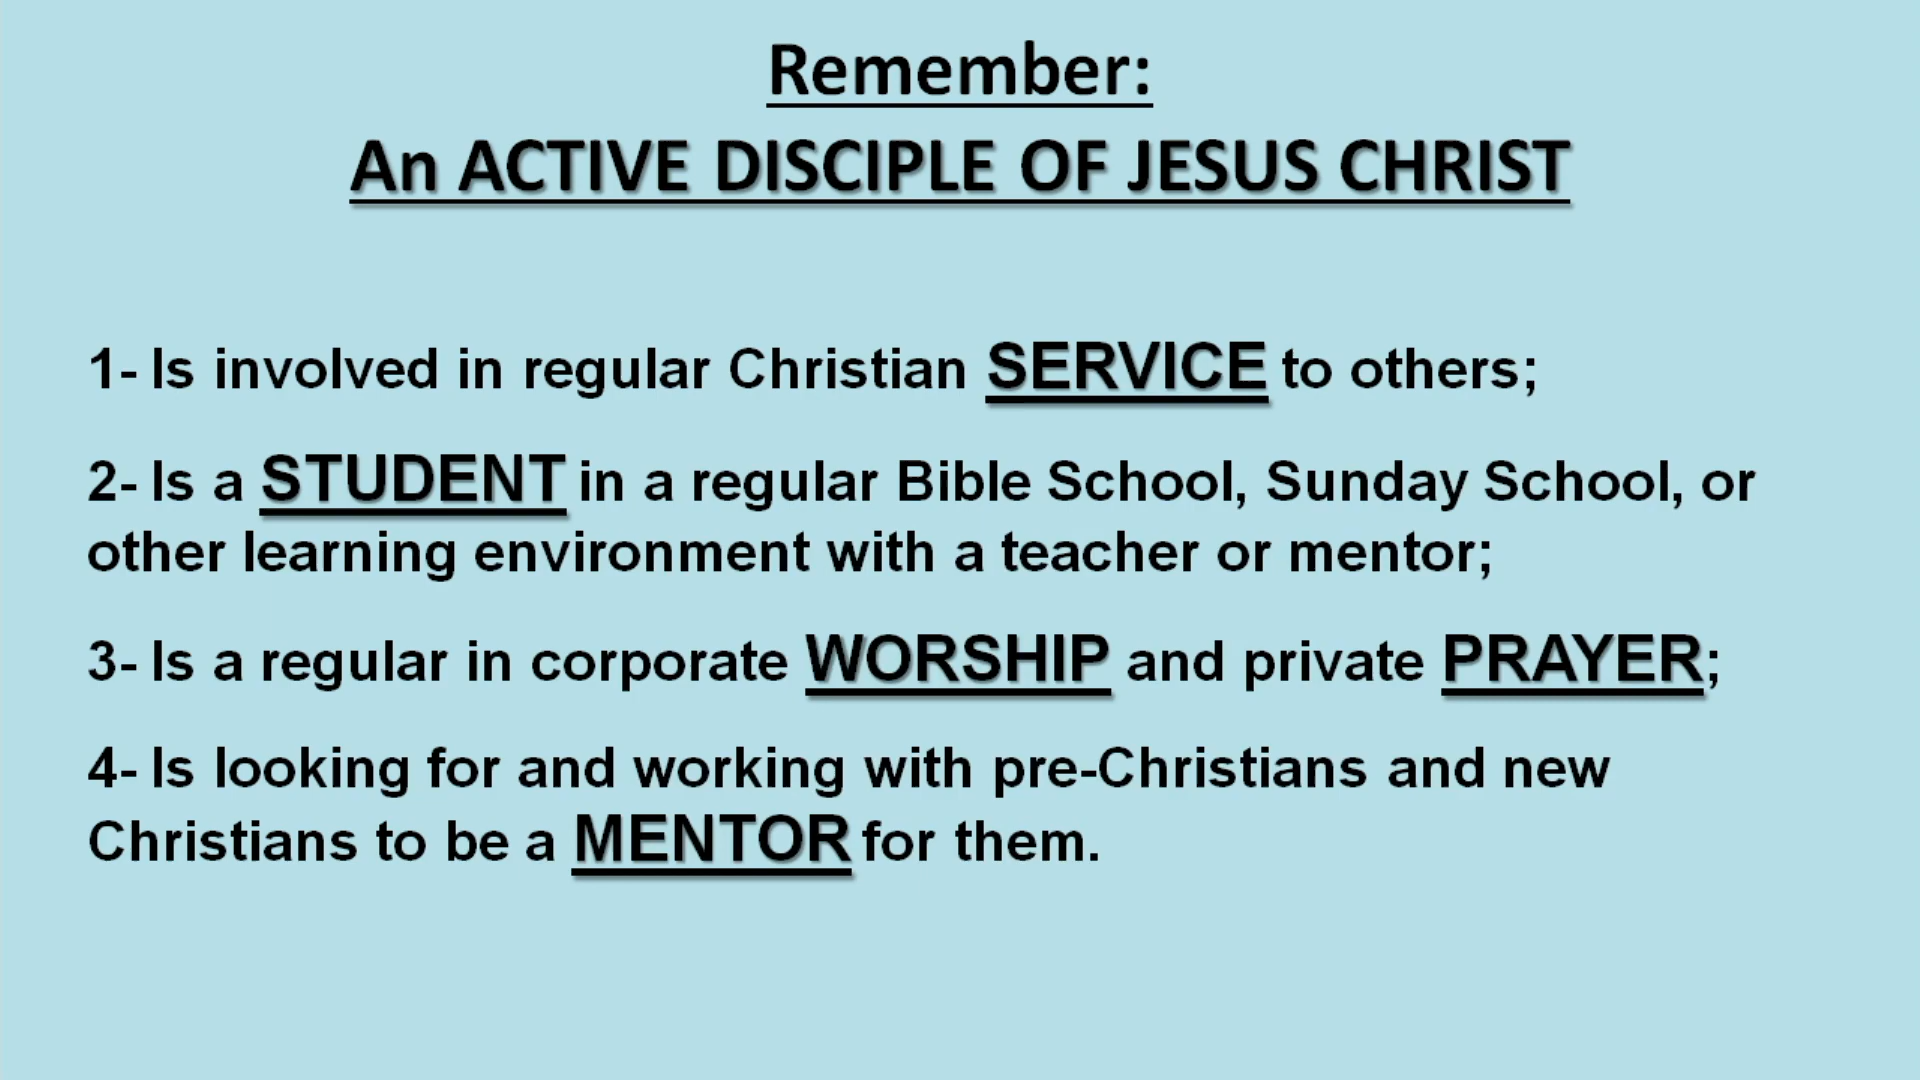 Remember:
An ACTIVE DISCIPLE OF JESUS CHRIST
1- Is involved in regular Christian SERVICE to others;
2- Is a STUDENT in a regular Bible School, Sunday School, or
other learning environment with a teacher or mentor;
3- Is a regular in corporate WORSHIP and private PRAYER;
4- Is looking for and working with pre-Christians and new
Christians to be a MENTOR for them.